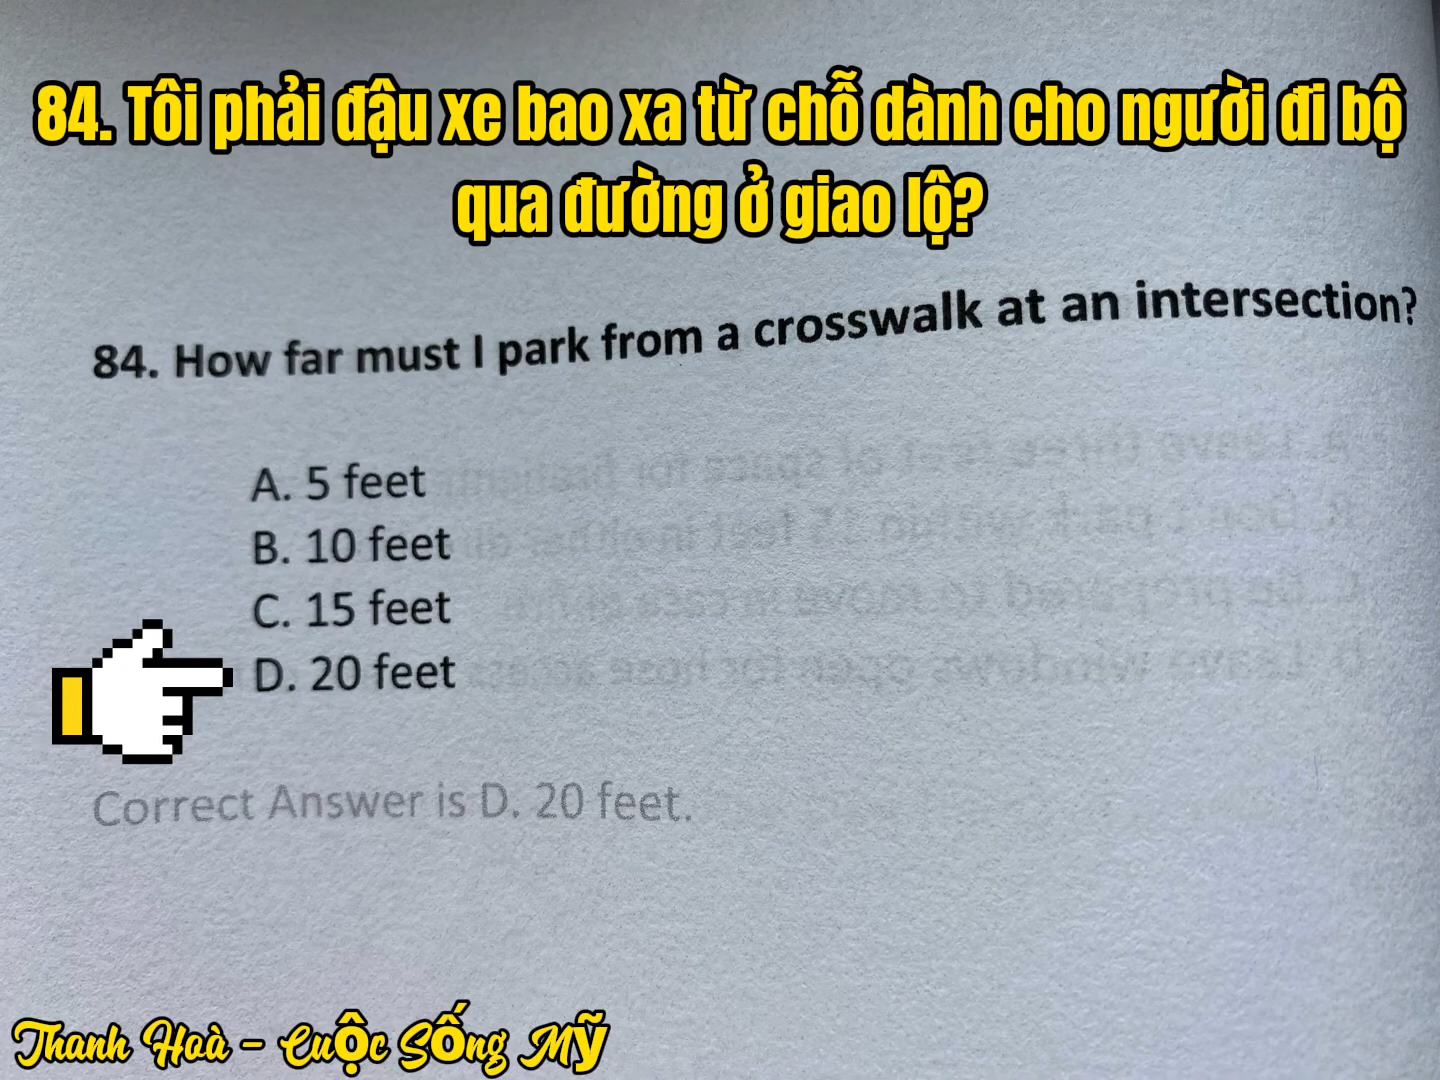 84. Tôi phải đậu xe bao xa từ chỗ dành cho người đi bộ
qua đường ở giao lộ?
84. How far must I park from a crosswalk at an intersection?
A. 5 feet
B. 10 feet
C. 15 feet
D. 20 feet
Correct Answer is D. 20 feet.
Thanh Hoà - Cuộc Sống Mỹ